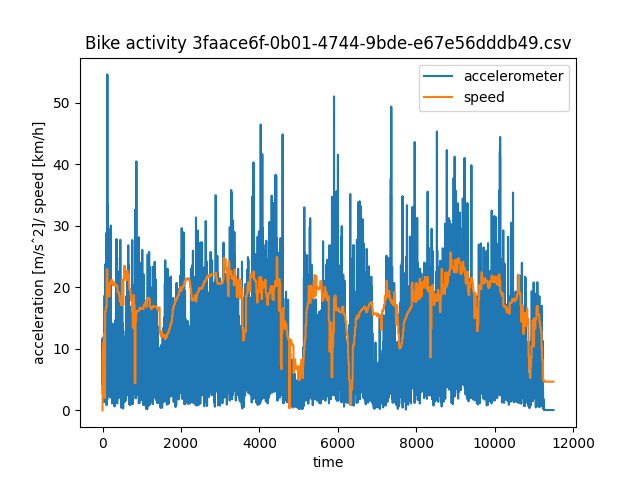 Bike activity 3faace6f-0b01-4744-9bde-e67e56dddb49.csv
accelerometer
speed
acceleration [m/s^2]/ speed [km/h]
50
40
30
20
10
0
0 2000 4000 6000 8000 10000 12000
time